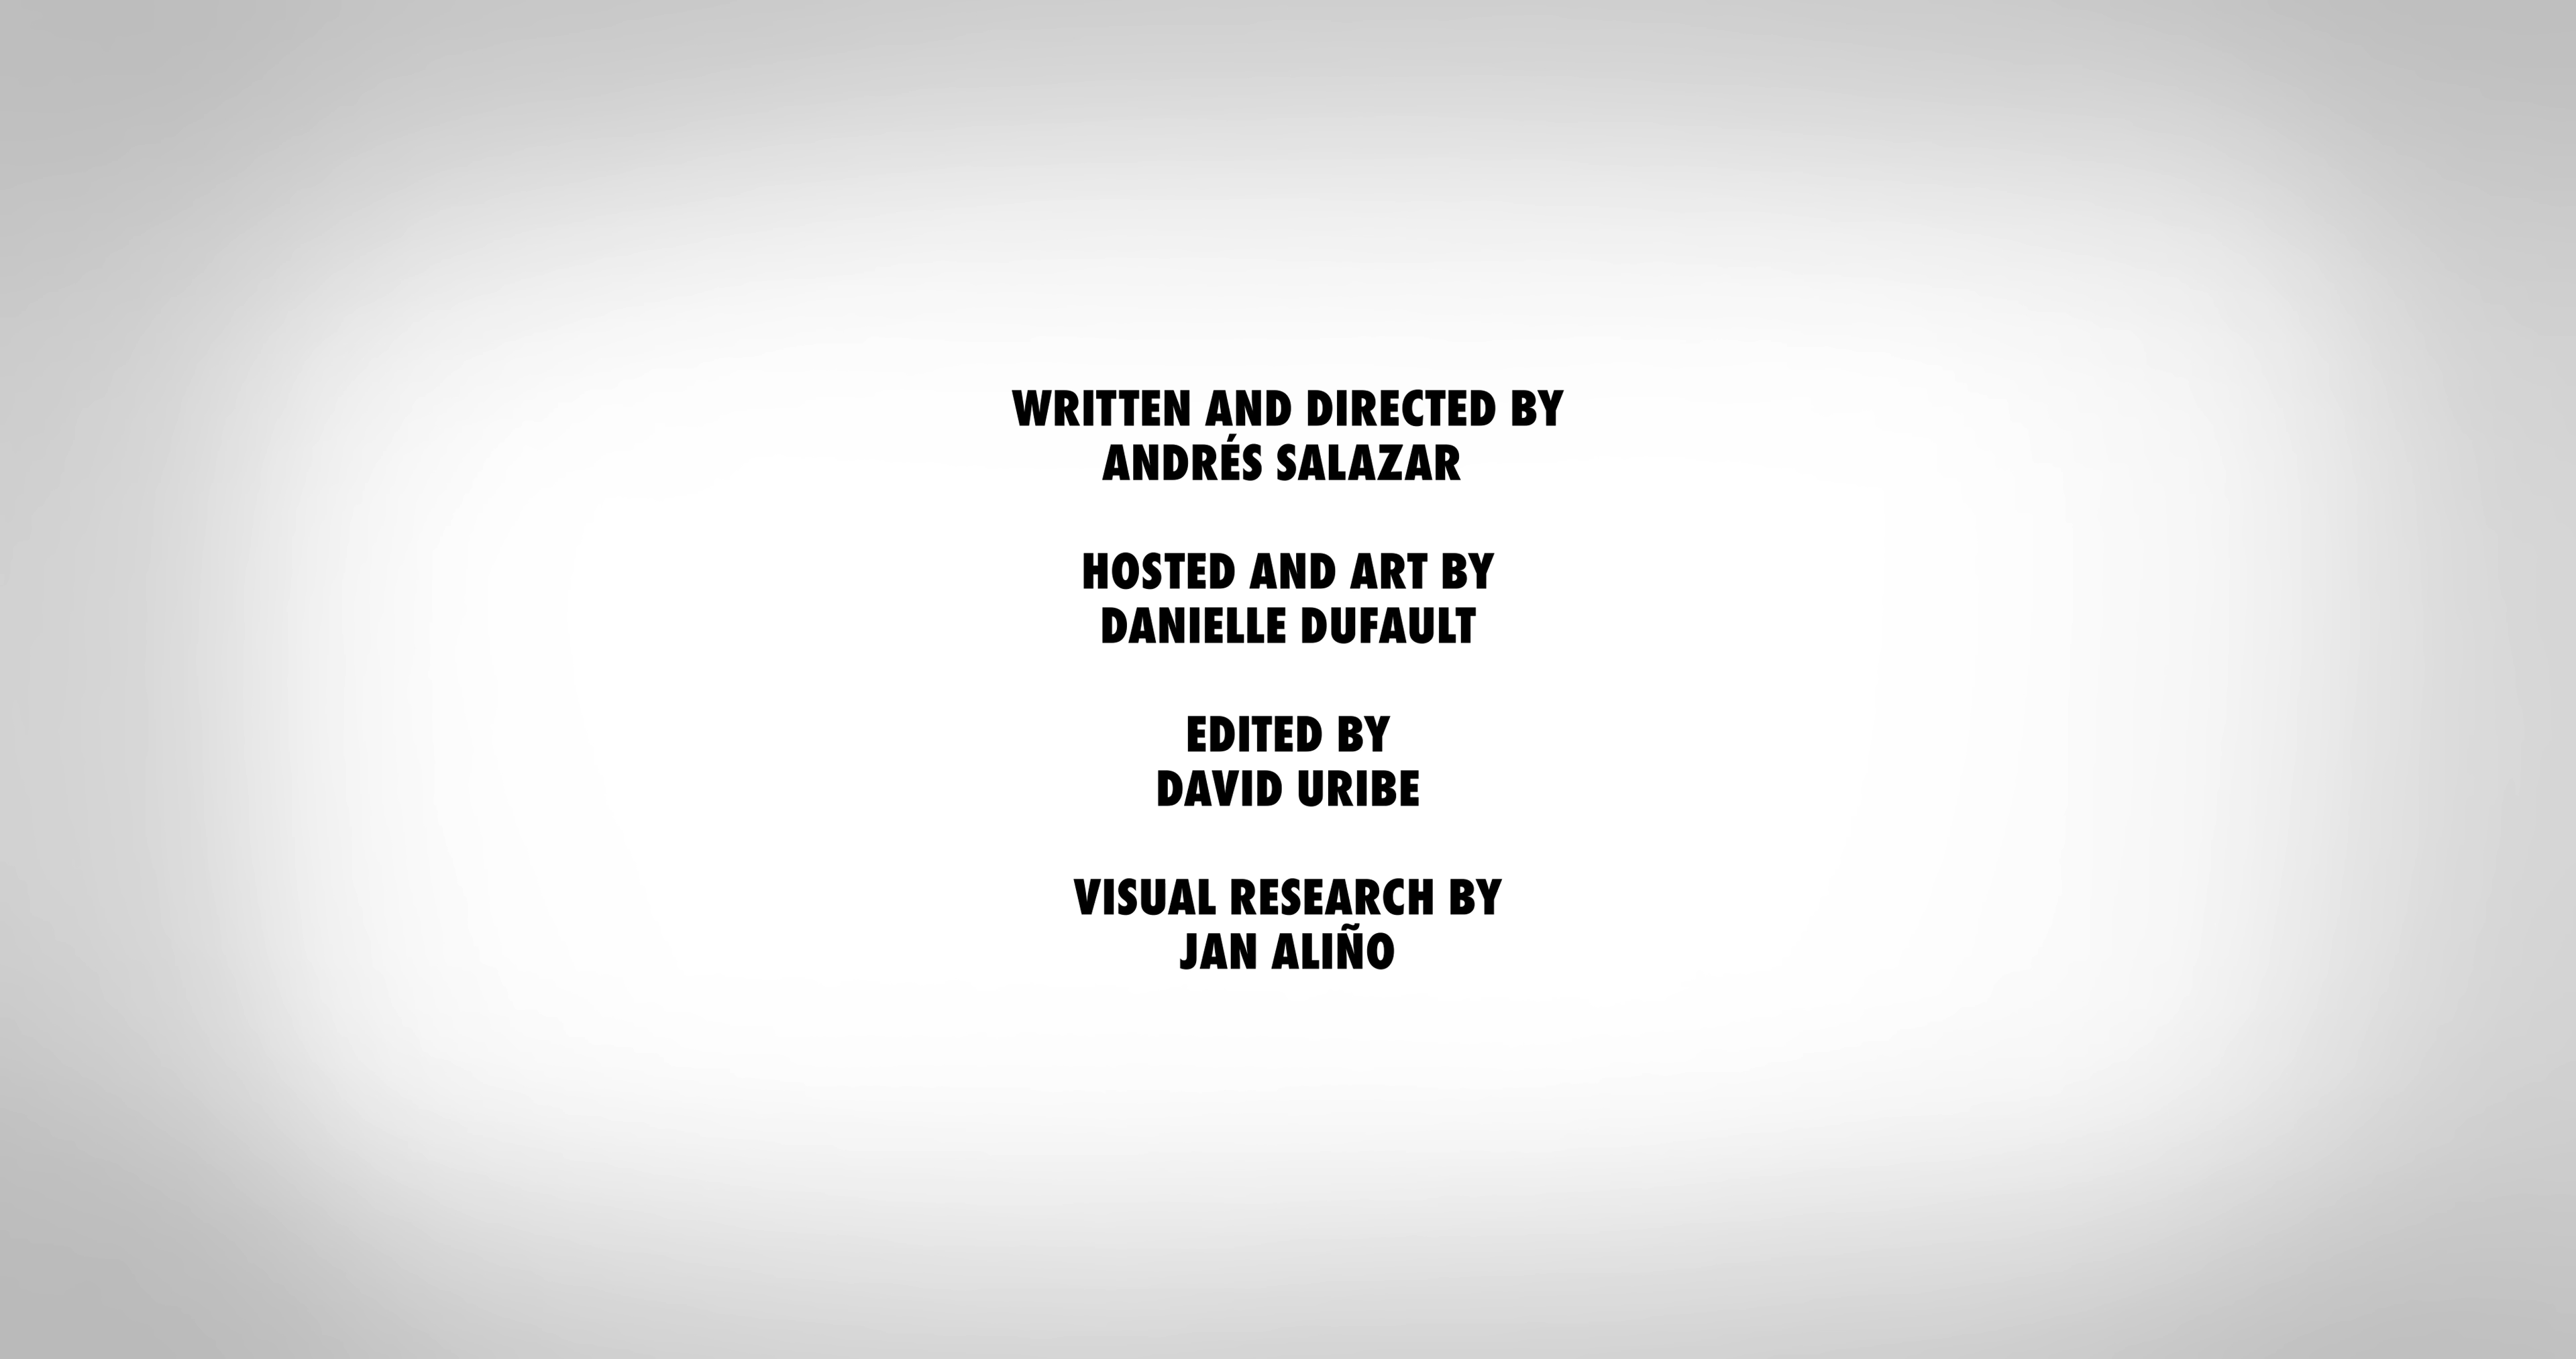 WRITTEN AND DIRECTED BY
ANDRÉS SALAZAR
HOSTED AND ART BY
DANIELLE DUFAULT
EDITED BY
DAVID URIBE
VISUAL RESEARCH BY
JAN ALIÑO